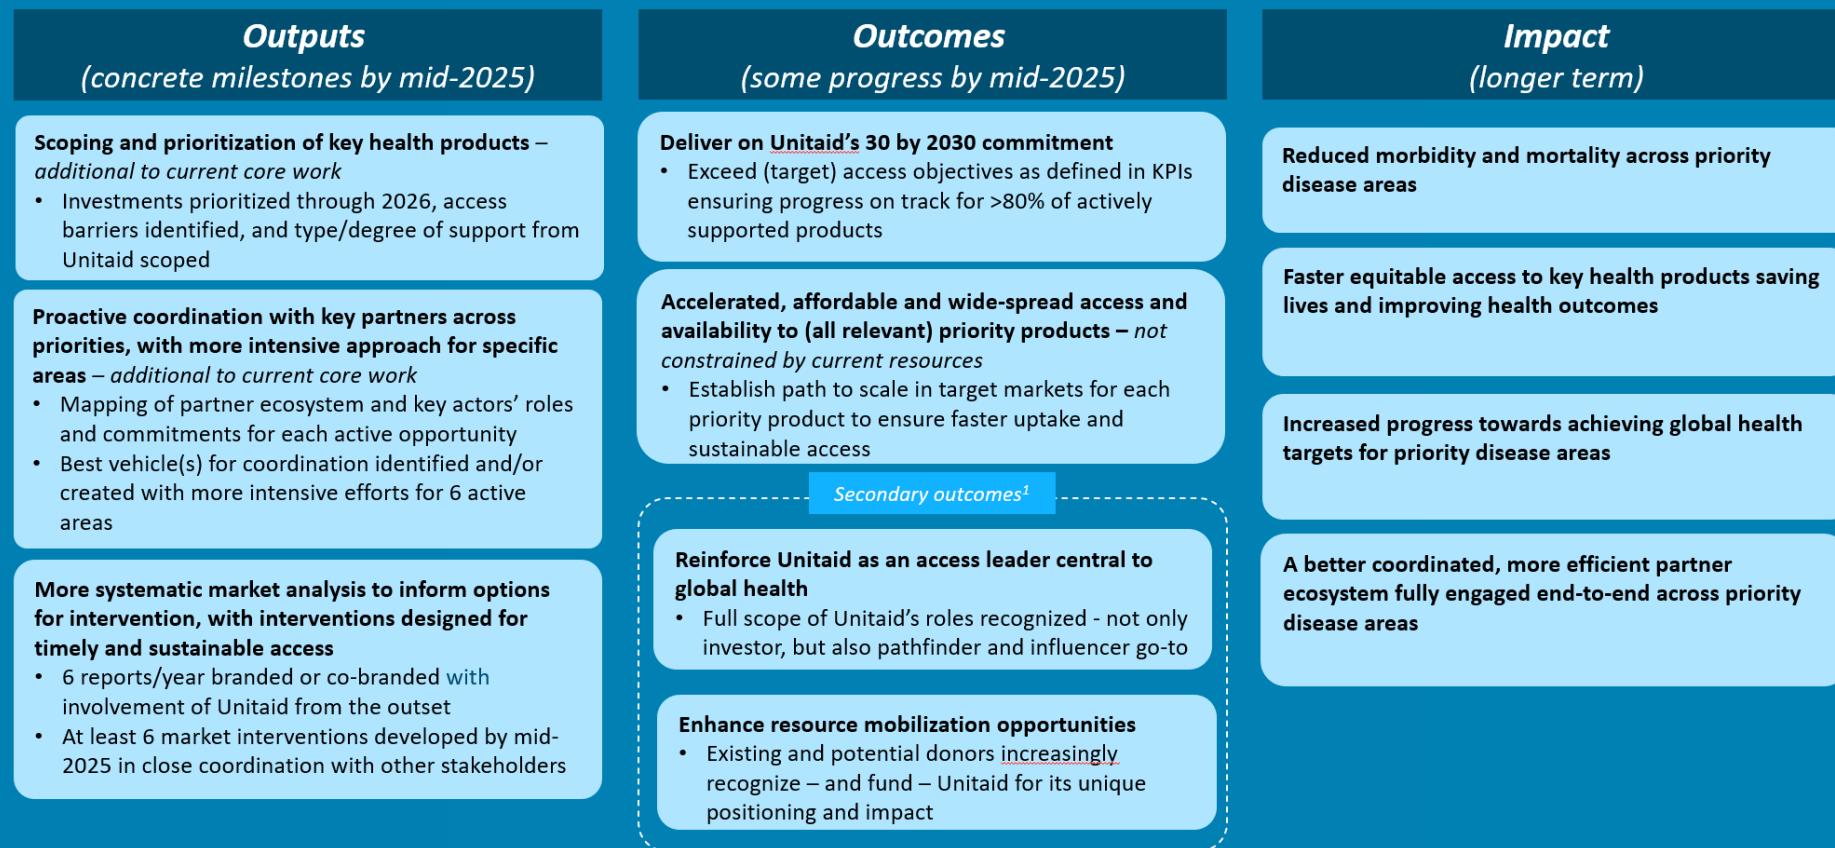 Outputs
(concrete milestones by mid-2025)
Scoping and prioritization of key health products –
additional to current core work
• Investments prioritized through 2026, access
barriers identified, and type/degree of support from
Unitaid scoped
Proactive coordination with key partners across
priorities, with more intensive approach for specific
areas – additional to current core work
• Mapping of partner ecosystem and key actors’ roles
and commitments for each active opportunity
• Best vehicle(s) for coordination identified and/or
created with more intensive efforts for 6 active
areas
More systematic market analysis to inform options
for intervention, with interventions designed for
timely and sustainable access
• 6 reports/year branded or co-branded with
involvement of Unitaid from the outset
• At least 6 market interventions developed by mid-
2025 in close coordination with other stakeholders
Outcomes
(some progress by mid-2025)
Deliver on Unitaid’s 30 by 2030 commitment
• Exceed (target) access objectives as defined in KPIs
ensuring progress on track for >80% of actively
supported products
Accelerated, affordable and wide-spread access and
availability to (all relevant) priority products – not
constrained by current resources
• Establish path to scale in target markets for each
priority product to ensure faster uptake and
sustainable access
Secondary outcomes¹
Reinforce Unitaid as an access leader central to
global health
• Full scope of Unitaid’s roles recognized - not only
investor, but also pathfinder and influencer go-to
Enhance resource mobilization opportunities
• Existing and potential donors increasingly
recognize – and fund – Unitaid for its unique
positioning and impact
Impact
(longer term)
Reduced morbidity and mortality across priority
disease areas
Faster equitable access to key health products saving
lives and improving health outcomes
Increased progress towards achieving global health
targets for priority disease areas
A better coordinated, more efficient partner
ecosystem fully engaged end-to-end across priority
disease areas